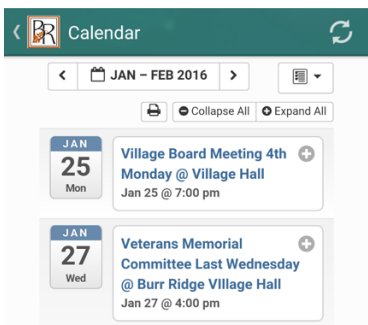 BR Calendar
JAN – FEB 2016
Collapse All Expand All
JAN
25
Mon
Village Board Meeting 4th
Monday @ Village Hall
Jan 25 @ 7:00 pm
JAN
27
Wed
Veterans Memorial
Committee Last Wednesday
@ Burr Ridge VIllage Hall
Jan 27 @ 4:00 pm